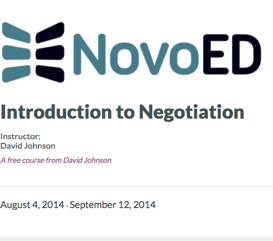 NovoED
Introduction to Negotiation
Instructor:
David Johnson
A free course from David Johnson
August 4, 2014 - September 12, 2014